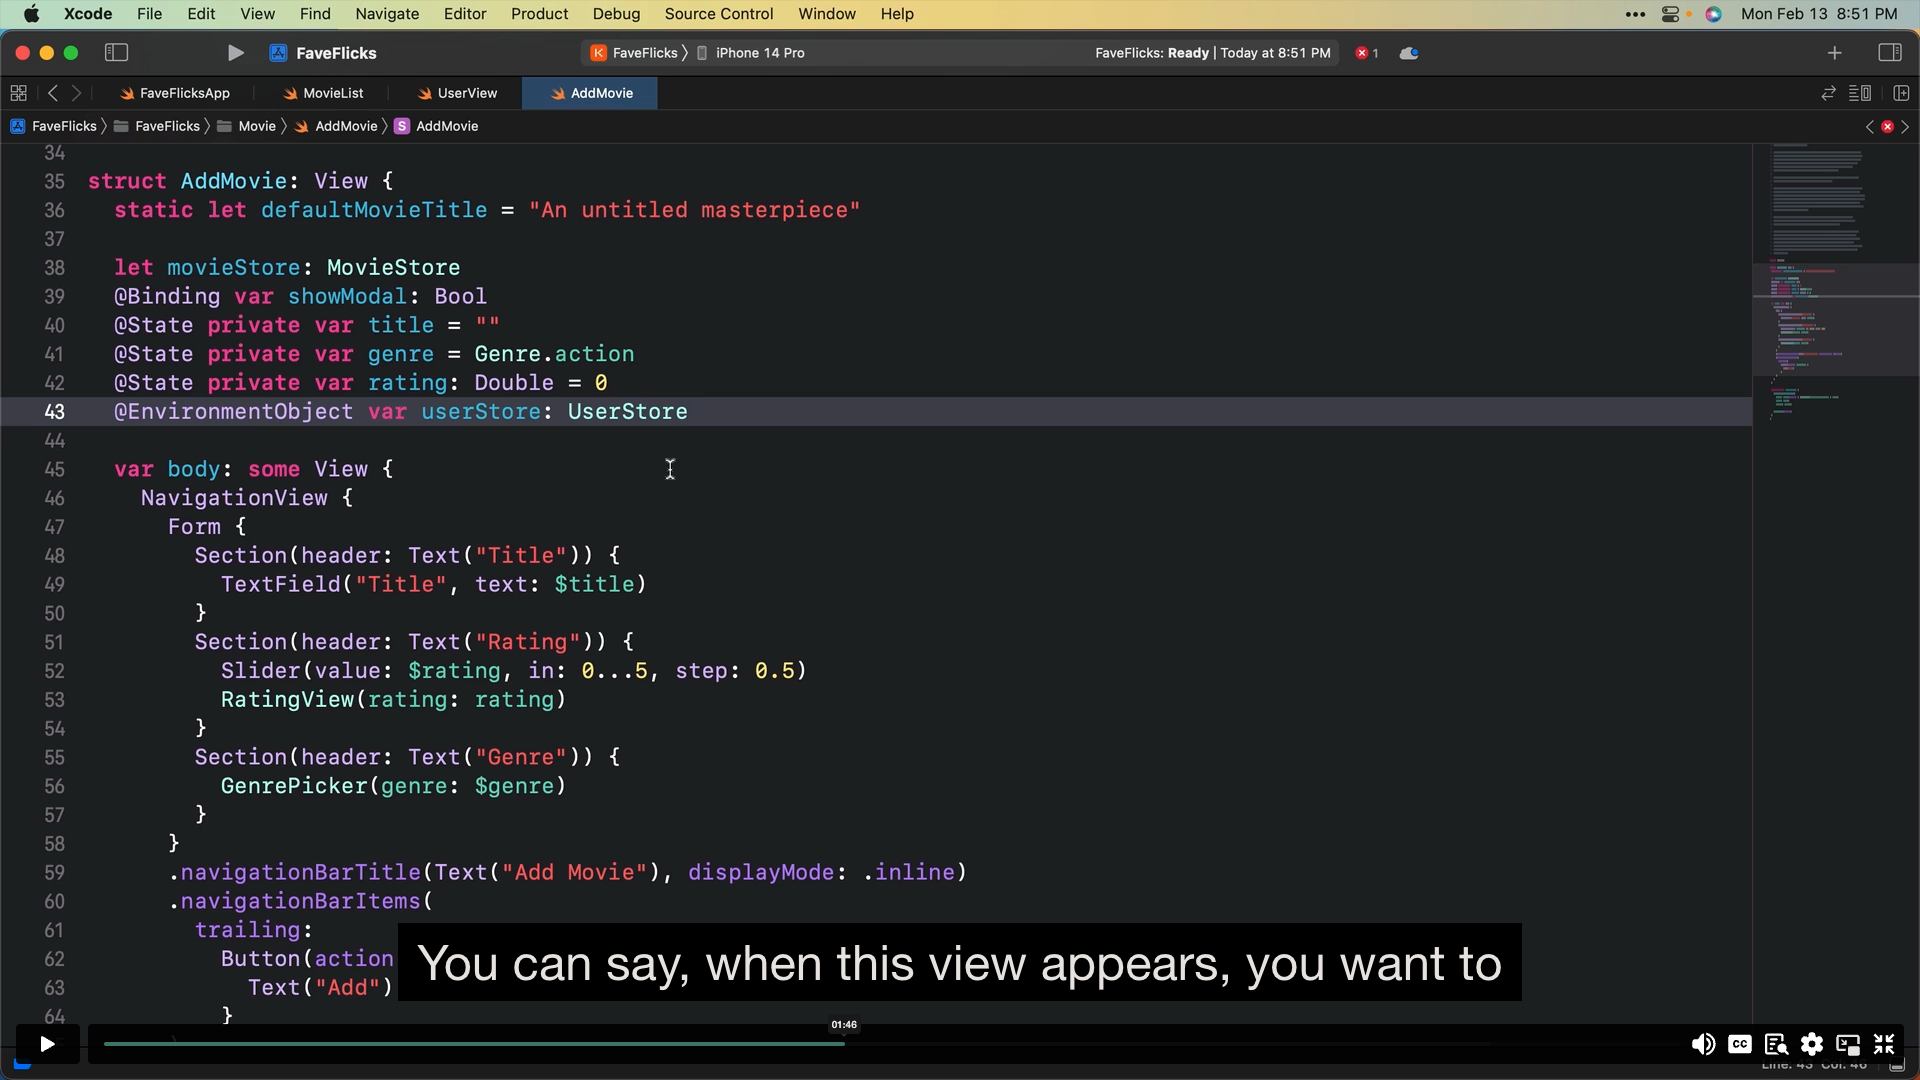 Xcode File Edit View Find Navigate Editor Product Debug Source Control Window Help Mon Feb 13 8:51 PM
FaveFlicks FaveFlicks iPhone 14 Pro FaveFlicks: Ready | Today at 8:51 PM 1
FaveFlicksApp MovieList UserView AddMovie
FaveFlicks FaveFlicks Movie AddMovie S AddMovie
34
35 struct AddMovie: View {
36 static let defaultMovieTitle = "An untitled masterpiece"
37
38 let movieStore: MovieStore
39 @Binding var showModal: Bool
40 @State private var title = ""
41 @State private var genre = Genre.action
42 @State private var rating: Double = 0
43 @EnvironmentObject var userStore: UserStore
44
45 var body: some View {
46 NavigationView {
47 Form {
48 Section(header: Text("Title")) {
49 TextField("Title", text: $title)
50 }
51 Section(header: Text("Rating")) {
52 Slider(value: $rating, in: 0...5, step: 0.5)
53 RatingView(rating: rating)
54 }
55 Section(header: Text("Genre")) {
56 GenrePicker(genre: $genre)
57 }
58 }
59 .navigationBarTitle(Text("Add Movie"), displayMode: .inline)
60 .navigationBarItems(
61 trailing:
62 Button(action
63 Text("Add")
64 }
You can say, when this view appears, you want to
01:46
CC
Line: 43 Col: 46